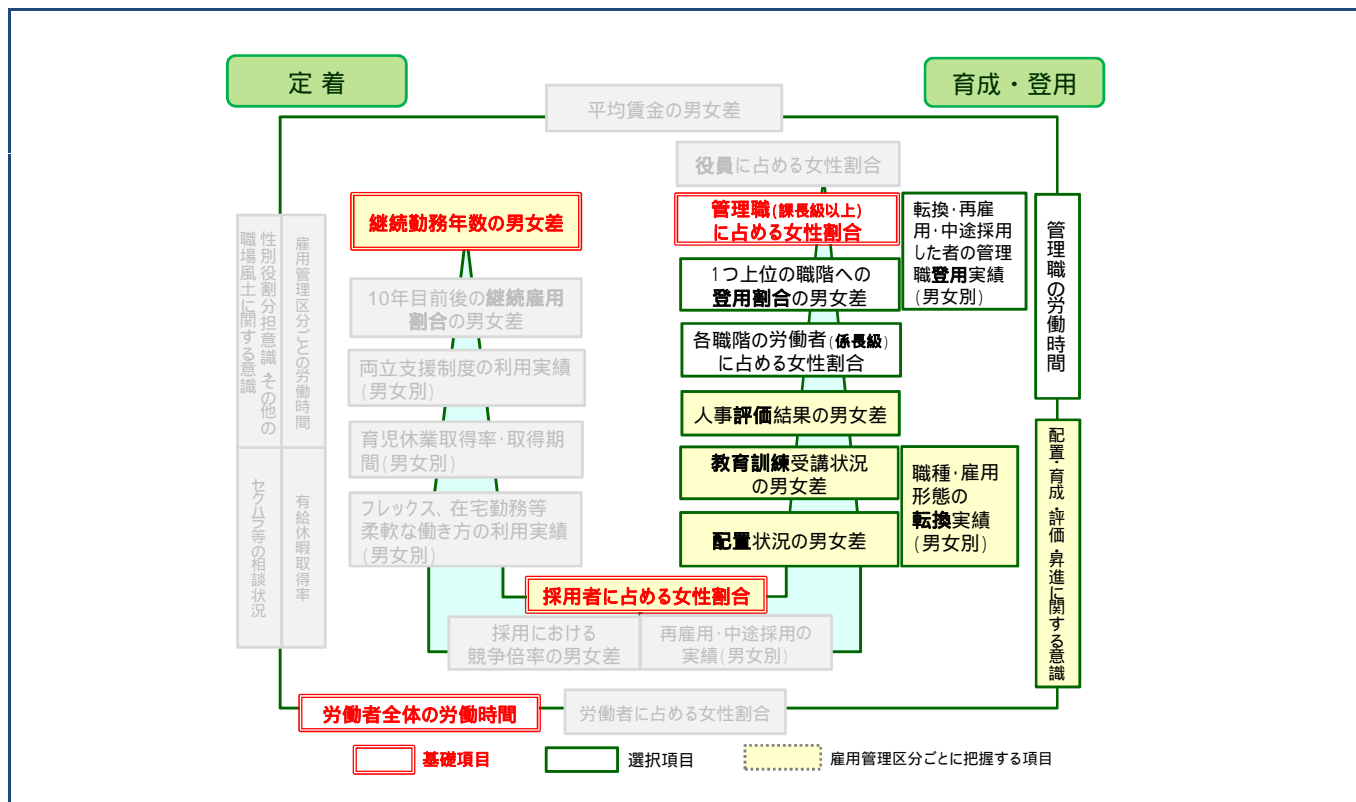 定 着
育成・登用
平均賃金の男女差
役員に占める女性割合
継続勤務年数の男女差
管理職(課長級以上)
に占める女性割合
転換・再雇
用・中途採用
した者の管理
職登用実績
(男女別)
管理職の労働時間
性別役割分担意識・その他の
職場風土に関する意識
雇用管理区分ごとの労働時間
10年目前後の継続雇用
割合の男女差
1つ上位の職階への
登用割合の男女差
両立支援制度の利用実績
(男女別)
各職階の労働者(係長級)
に占める女性割合
人事評価結果の男女差
育児休業取得率・取得期
間(男女別)
教育訓練受講状況
の男女差
職種・雇用
形態の
転換実績
(男女別)
配置・育成・評価・昇進に関する意識
セクハラ等の相談状況
有給休暇取得率
フレックス、在宅勤務等
柔軟な働き方の利用実績
(男女別)
配置状況の男女差
採用者に占める女性割合
採用における
競争倍率の男女差
再雇用・中途採用の
実績(男女別)
労働者全体の労働時間
労働者に占める女性割合
基礎項目
選択項目
雇用管理区分ごとに把握する項目